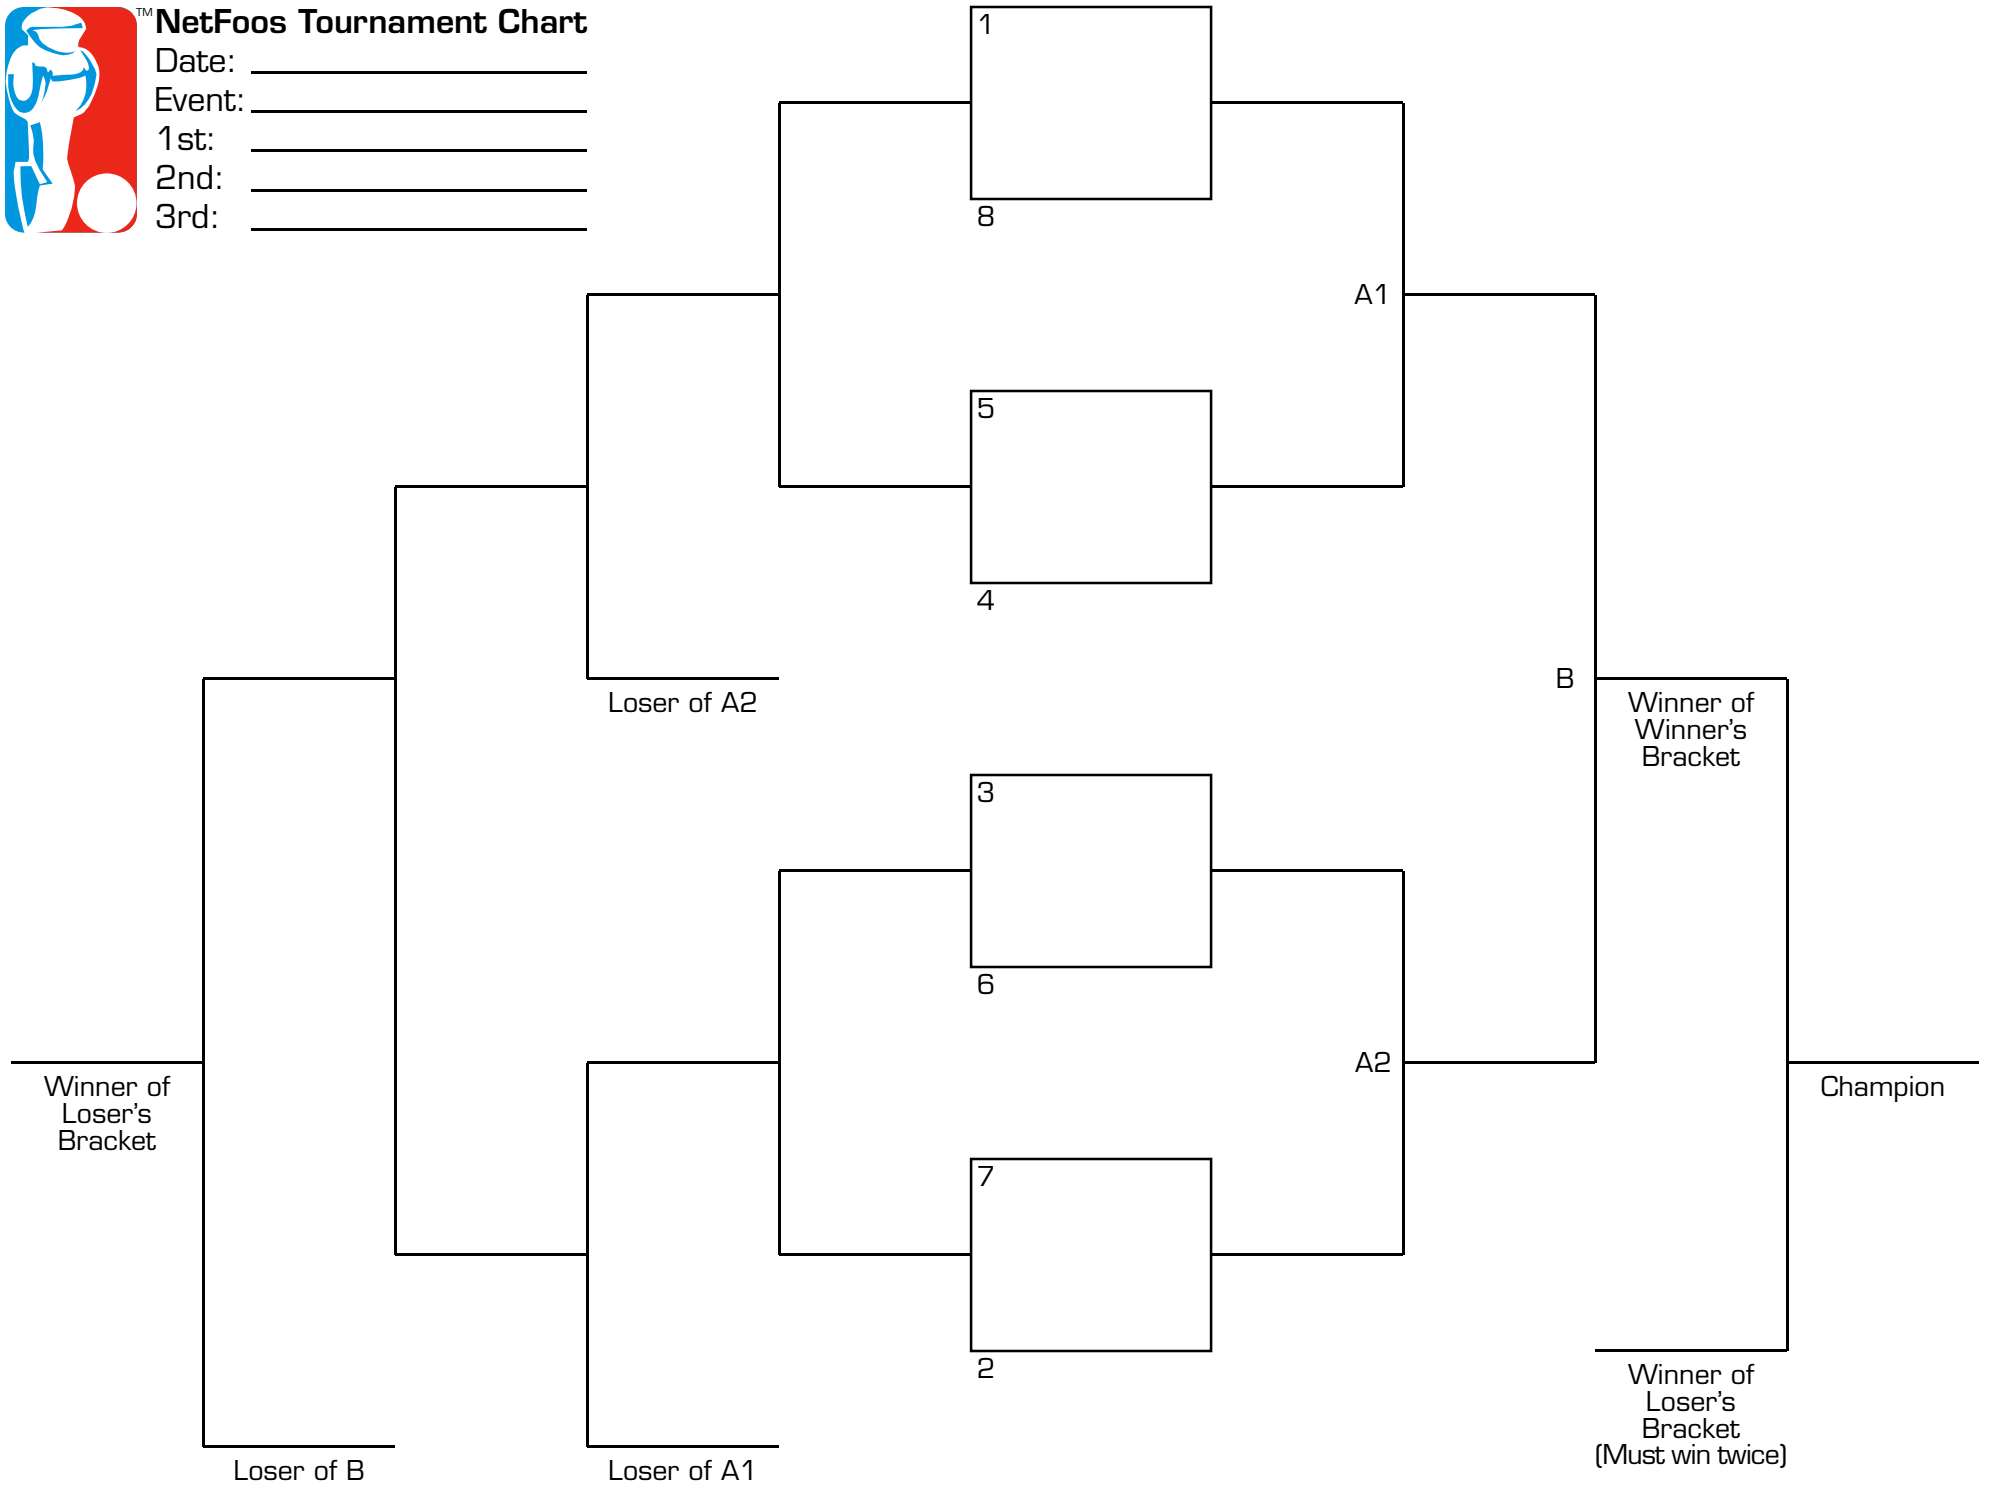 TM
NetFoos Tournament Chart
Date:
Event:
1st:
2nd:
3rd:
1
8
A1
5
4
Loser of A2
B
Winner of
Winner's
Bracket
3
6
A2
Winner of
Loser's
Bracket
Champion
7
2
Winner of
Loser's
Bracket
(Must win twice)
Loser of B
Loser of A1